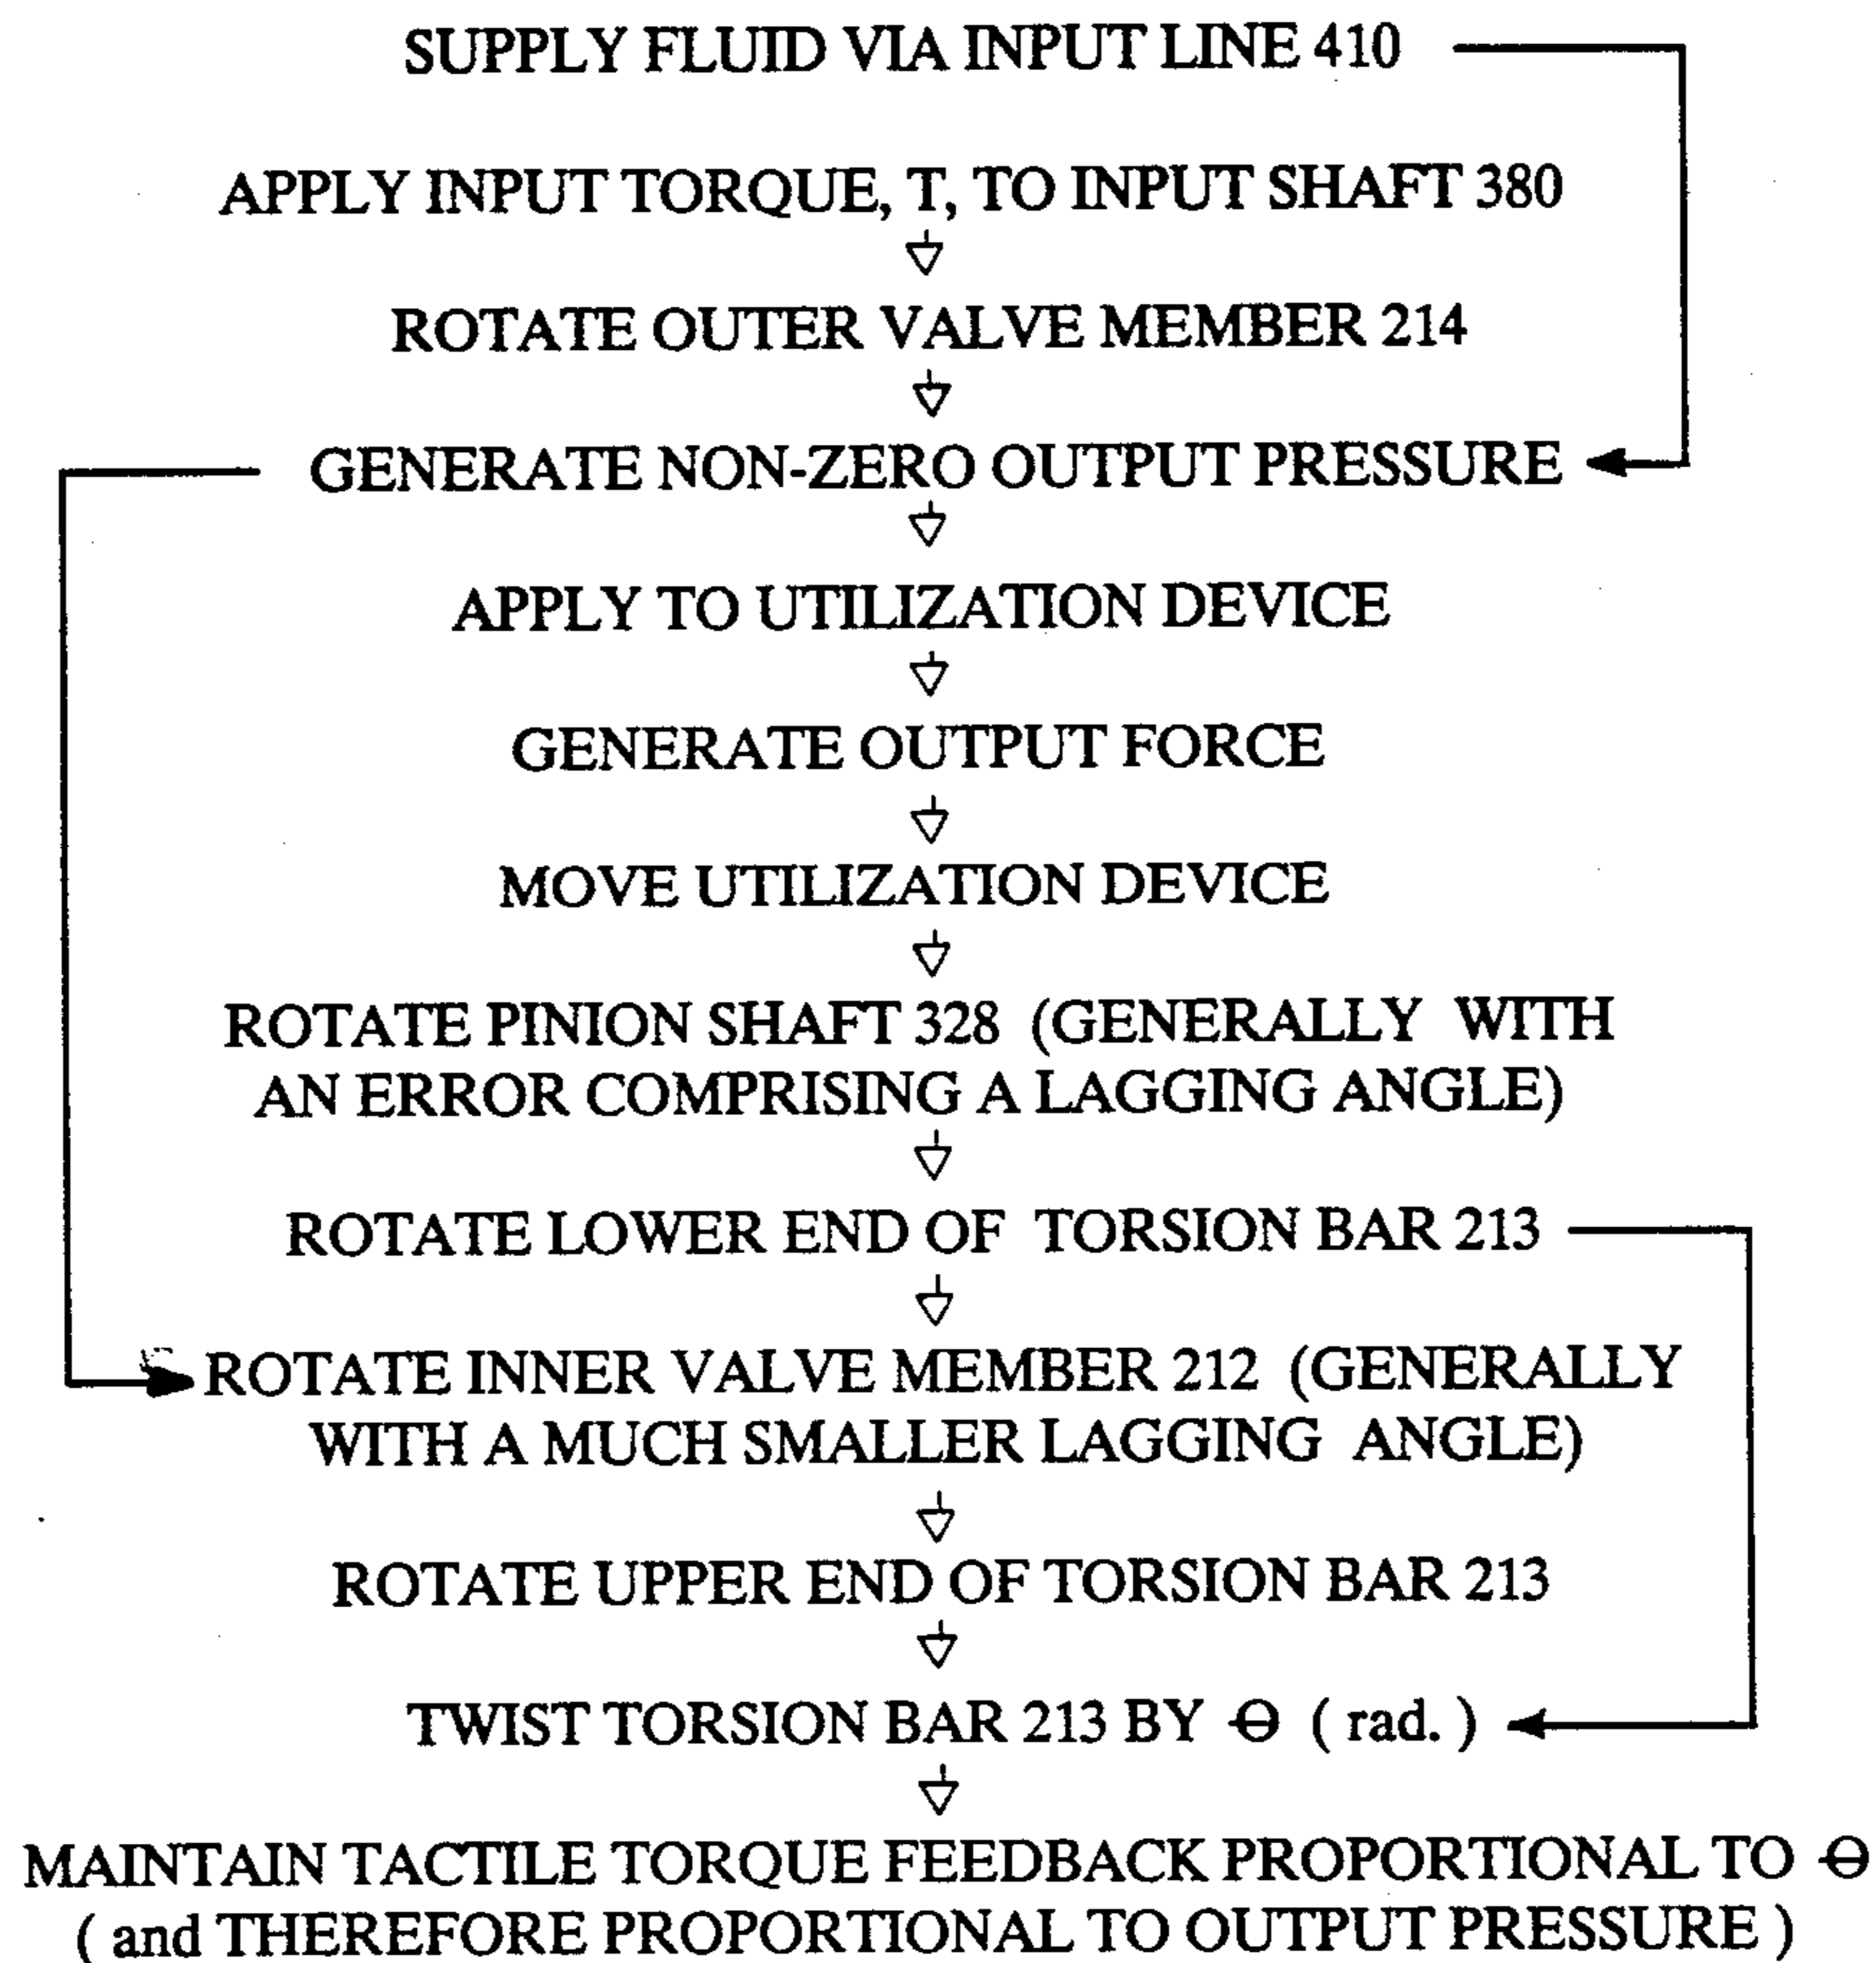 SUPPLY FLUID VIA INPUT LINE 410
APPLY INPUT TORQUE, T, TO INPUT SHAFT 380
ROTATE OUTER VALVE MEMBER 214
GENERATE NON-ZERO OUTPUT PRESSURE
APPLY TO UTILIZATION DEVICE
GENERATE OUTPUT FORCE
MOVE UTILIZATION DEVICE
ROTATE PINION SHAFT 328 (GENERALLY WITH
AN ERROR COMPRISING A LAGGING ANGLE)
ROTATE LOWER END OF TORSION BAR 213
ROTATE INNER VALVE MEMBER 212 (GENERALLY
WITH A MUCH SMALLER LAGGING ANGLE)
ROTATE UPPER END OF TORSION BAR 213
TWIST TORSION BAR 213 BY Θ ( rad. )
MAINTAIN TACTILE TORQUE FEEDBACK PROPORTIONAL TO Θ
( and THEREFORE PROPORTIONAL TO OUTPUT PRESSURE )